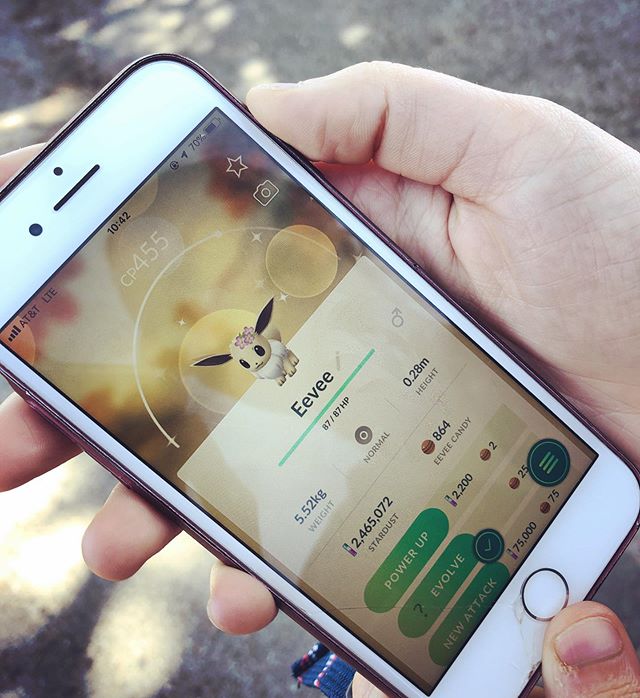 AT&T LTE
10:42
70%
CP455
Eevee
87 / 87 HP
5.52kg
WEIGHT
NORMAL
0.28m
HEIGHT
2,465,072
STARDUST
864
EEVEE CANDY
POWER UP
2,200
2
? EVOLVE
25
NEW ATTACK
75,000
75